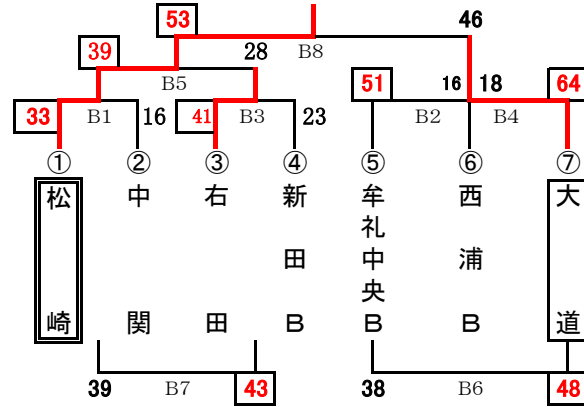 53 46
39 28 B8
B5 51 16 18 64
33 B1 16 41 B3 23 B2 B4
① ② ③ ④ ⑤ ⑥ ⑦
松崎
中関
右田
新田B
牟礼中央B
西浦B
大道
39 B7 43 38 B6 48